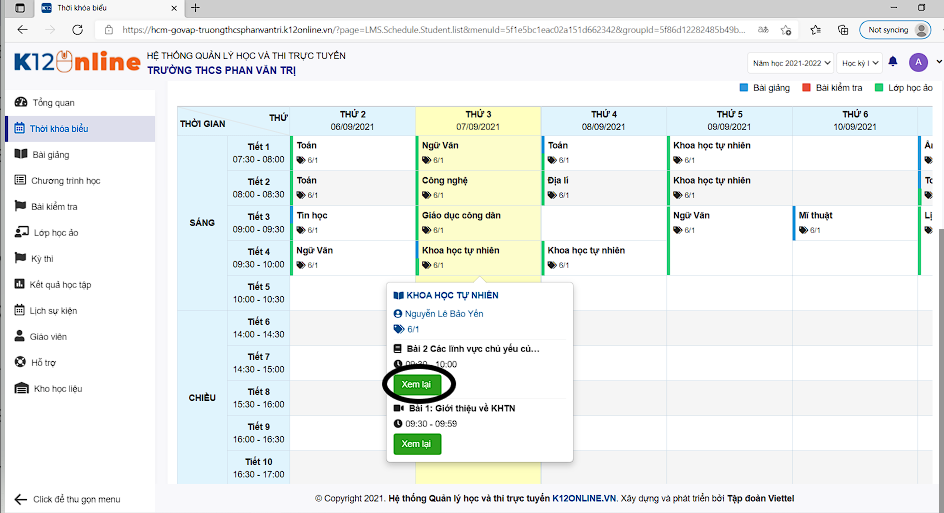 Thời khóa biểu
https://hcm-govap-truongthcsphanvantri.k12online.vn/?page=LMS.Schedule.Student.list&menuId=5f1e5bc1eac02a151d662342&groupId=5f86d12282485b49b...
Not syncing
K12Online
HỆ THỐNG QUẢN LÝ HỌC VÀ THI TRỰC TUYẾN
TRƯỜNG THCS PHAN VĂN TRỊ
Năm học 2021-2022
Học kỳ I
A
Bài giảng
Bài kiểm tra
Lớp học ảo
Tổng quan
Thời khóa biểu
Bài giảng
Chương trình học
Bài kiểm tra
Lớp học ảo
Kỳ thi
Kết quả học tập
Lịch sự kiện
Giáo viên
Hỗ trợ
Kho học liệu
Click để thu gọn menu
THỜI GIAN
THỨ
THỨ 2
06/09/2021
THỨ 3
07/09/2021
THỨ 4
08/09/2021
THỨ 5
09/09/2021
THỨ 6
10/09/2021
SÁNG
Tiết 1
07:30 - 08:00
Toán
6/1
Ngữ Văn
6/1
Toán
6/1
Khoa học tự nhiên
6/1
Tiết 2
08:00 - 08:30
Toán
6/1
Công nghệ
6/1
Địa lí
6/1
Khoa học tự nhiên
6/1
Tiết 3
09:00 - 09:30
Tin học
6/1
Giáo dục công dân
6/1
Ngữ Văn
6/1
Mĩ thuật
6/1
Tiết 4
09:30 - 10:00
Ngữ Văn
6/1
Khoa học tự nhiên
6/1
Khoa học tự nhiên
6/1
Tiết 5
10:00 - 10:30
CHIỀU
Tiết 6
14:00 - 14:30
Tiết 7
14:30 - 15:00
Tiết 8
15:30 - 16:00
Tiết 9
16:00 - 16:30
Tiết 10
16:30 - 17:00
KHOA HỌC TỰ NHIÊN
Nguyễn Lê Bảo Yến
6/1
Bài 2 Các lĩnh vực chủ yếu củ...
09:30 - 10:00
Xem lại
Bài 1: Giới thiệu về KHTN
09:30 - 09:59
Xem lại
© Copyright 2021. Hệ thống Quản lý học và thi trực tuyến K12ONLINE.VN. Xây dựng và phát triển bởi Tập đoàn Viettel